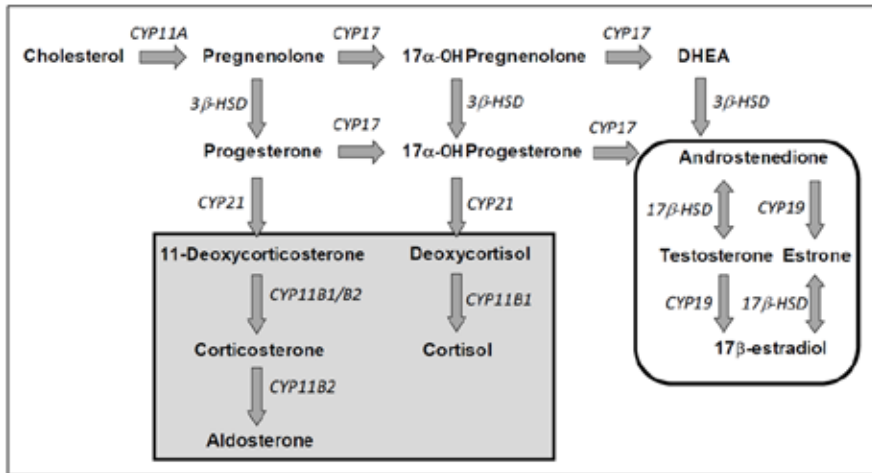 CYP11A CYP17 CYP17
Cholesterol Pregnenolone 17α-OH Pregnenolone DHEA
3β-HSD 3β-HSD 3β-HSD
CYP17 CYP17
Progesterone 17α-OH Progesterone Androstenedione
CYP21 CYP21 17β-HSD CYP19
11-Deoxycorticosterone Deoxycortisol Testosterone Estrone
CYP11B1/B2 CYP11B1 CYP19 17β-HSD
Corticosterone Cortisol 17β-estradiol
CYP11B2
Aldosterone